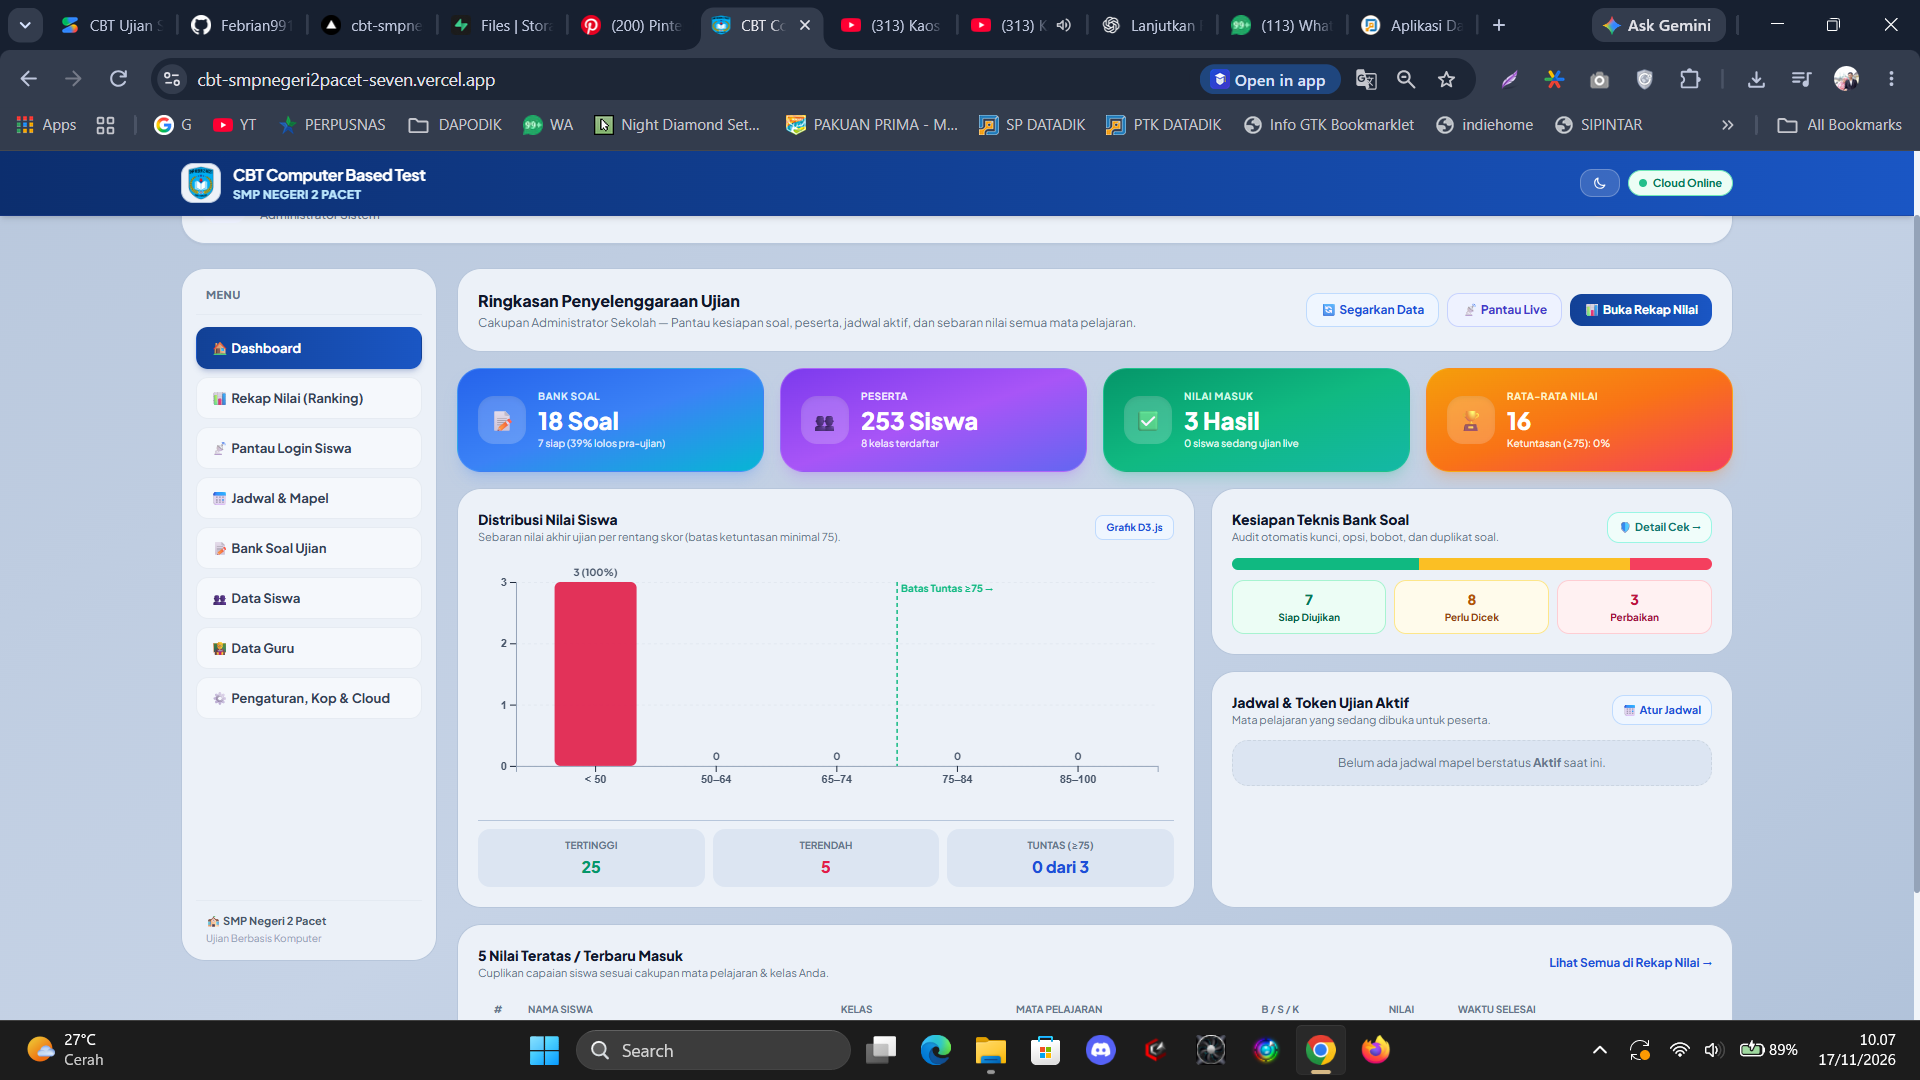 CBT Ujian S
Febrian991
cbt-smpne
Files | Stora
(200) Pinte
CBT Co
(313) Kaos
(313) K
Lanjutkan
(113) What
Aplikasi Da
Ask Gemini
cbt-smpnegeri2pacet-seven.vercel.app
Open in app
Apps
G
YT
PERPUSNAS
DAPODIK
99+ WA
Night Diamond Set...
PAKUAN PRIMA - M...
SP DATADIK
PTK DATADIK
Info GTK Bookmarklet
indiehome
SIPINTAR
All Bookmarks
CBT Computer Based Test
SMP NEGERI 2 PACET
Cloud Online
Administrator Sistem
MENU
Dashboard
Rekap Nilai (Ranking)
Pantau Login Siswa
Jadwal & Mapel
Bank Soal Ujian
Data Siswa
Data Guru
Pengaturan, Kop & Cloud
SMP Negeri 2 Pacet
Ujian Berbasis Komputer
Ringkasan Penyelenggaraan Ujian
Cakupan Administrator Sekolah — Pantau kesiapan soal, peserta, jadwal aktif, dan sebaran nilai semua mata pelajaran.
Segarkan Data
Pantau Live
Buka Rekap Nilai
BANK SOAL
18 Soal
7 siap (39% lolos pra-ujian)
PESERTA
253 Siswa
8 kelas terdaftar
NILAI MASUK
3 Hasil
0 siswa sedang ujian live
RATA-RATA NILAI
16
Ketuntasan (≥75): 0%
Distribusi Nilai Siswa
Sebaran nilai akhir ujian per rentang skor (batas ketuntasan minimal 75).
Grafik D3.js
3 (100%)
Batas Tuntas ≥75 →
3
2
1
0
0
0
0
0
< 50
50–64
65–74
75–84
85–100
TERTINGGI
25
TERENDAH
5
TUNTAS (≥75)
0 dari 3
Kesiapan Teknis Bank Soal
Audit otomatis kunci, opsi, bobot, dan duplikat soal.
Detail Cek →
7
Siap Diujikan
8
Perlu Dicek
3
Perbaikan
Jadwal & Token Ujian Aktif
Mata pelajaran yang sedang dibuka untuk peserta.
Atur Jadwal
Belum ada jadwal mapel berstatus Aktif saat ini.
5 Nilai Teratas / Terbaru Masuk
Cuplikan capaian siswa sesuai cakupan mata pelajaran & kelas Anda.
Lihat Semua di Rekap Nilai →
#
NAMA SISWA
KELAS
MATA PELAJARAN
B / S / K
NILAI
WAKTU SELESAI
27°C
Cerah
Search
89%
10.07
17/11/2026